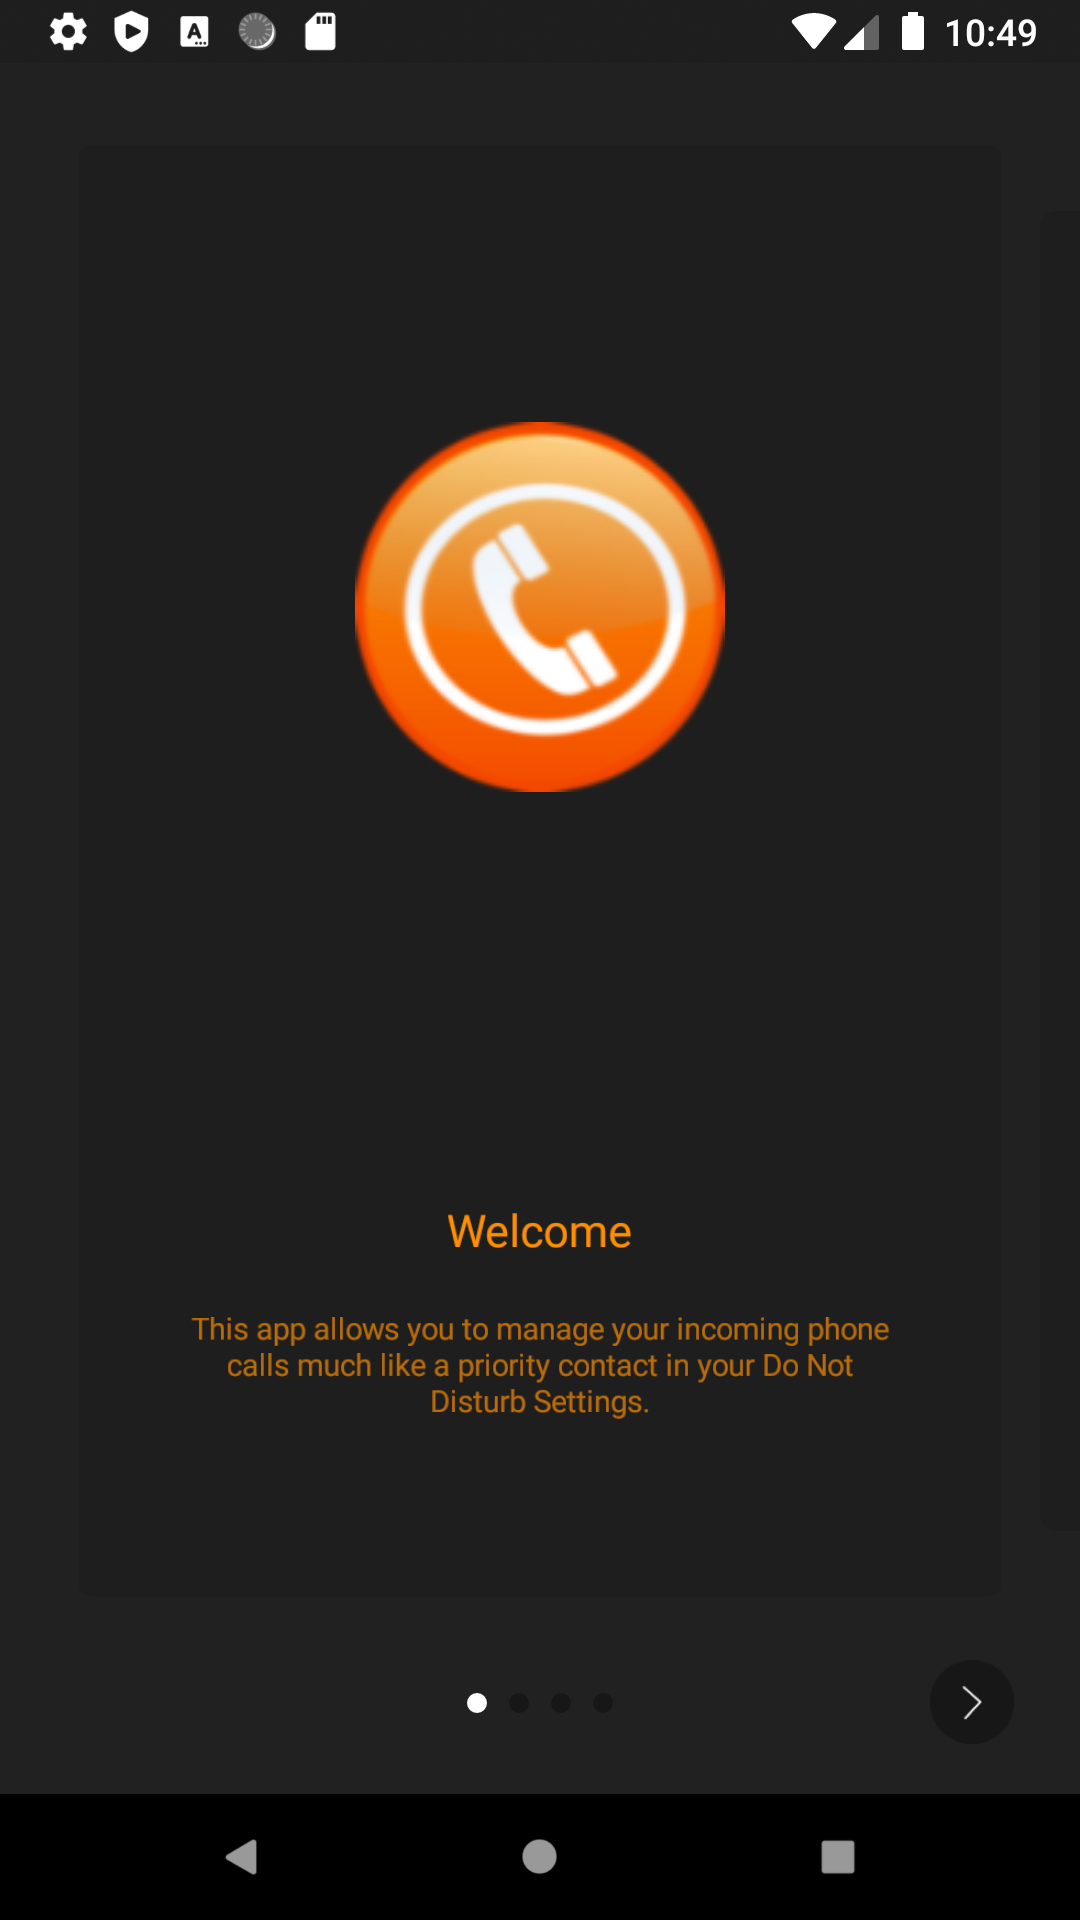 10:49
Welcome
This app allows you to manage your incoming phone
calls much like a priority contact in your Do Not
Disturb Settings.